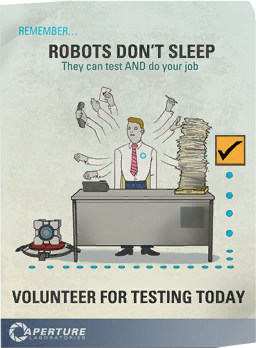 REMEMBER...
ROBOTS DON'T SLEEP
They can test AND do your job
VOLUNTEER FOR TESTING TODAY
APERTURE
LABORATORIES